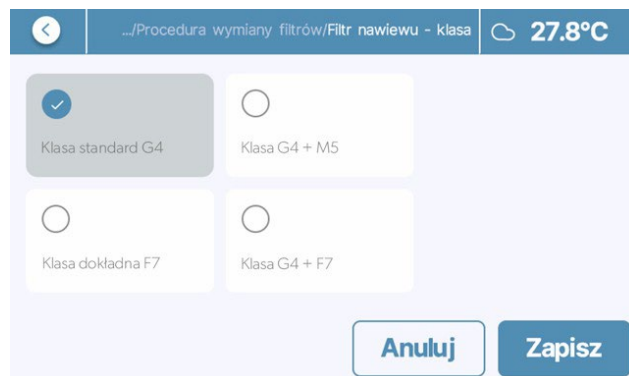 .../Procedura wymiany filtrów/Filtr nawiewu - klasa 27.8°C
Klasa standard G4
Klasa G4 + M5
Klasa dokładna F7
Klasa G4 + F7
Anuluj
Zapisz